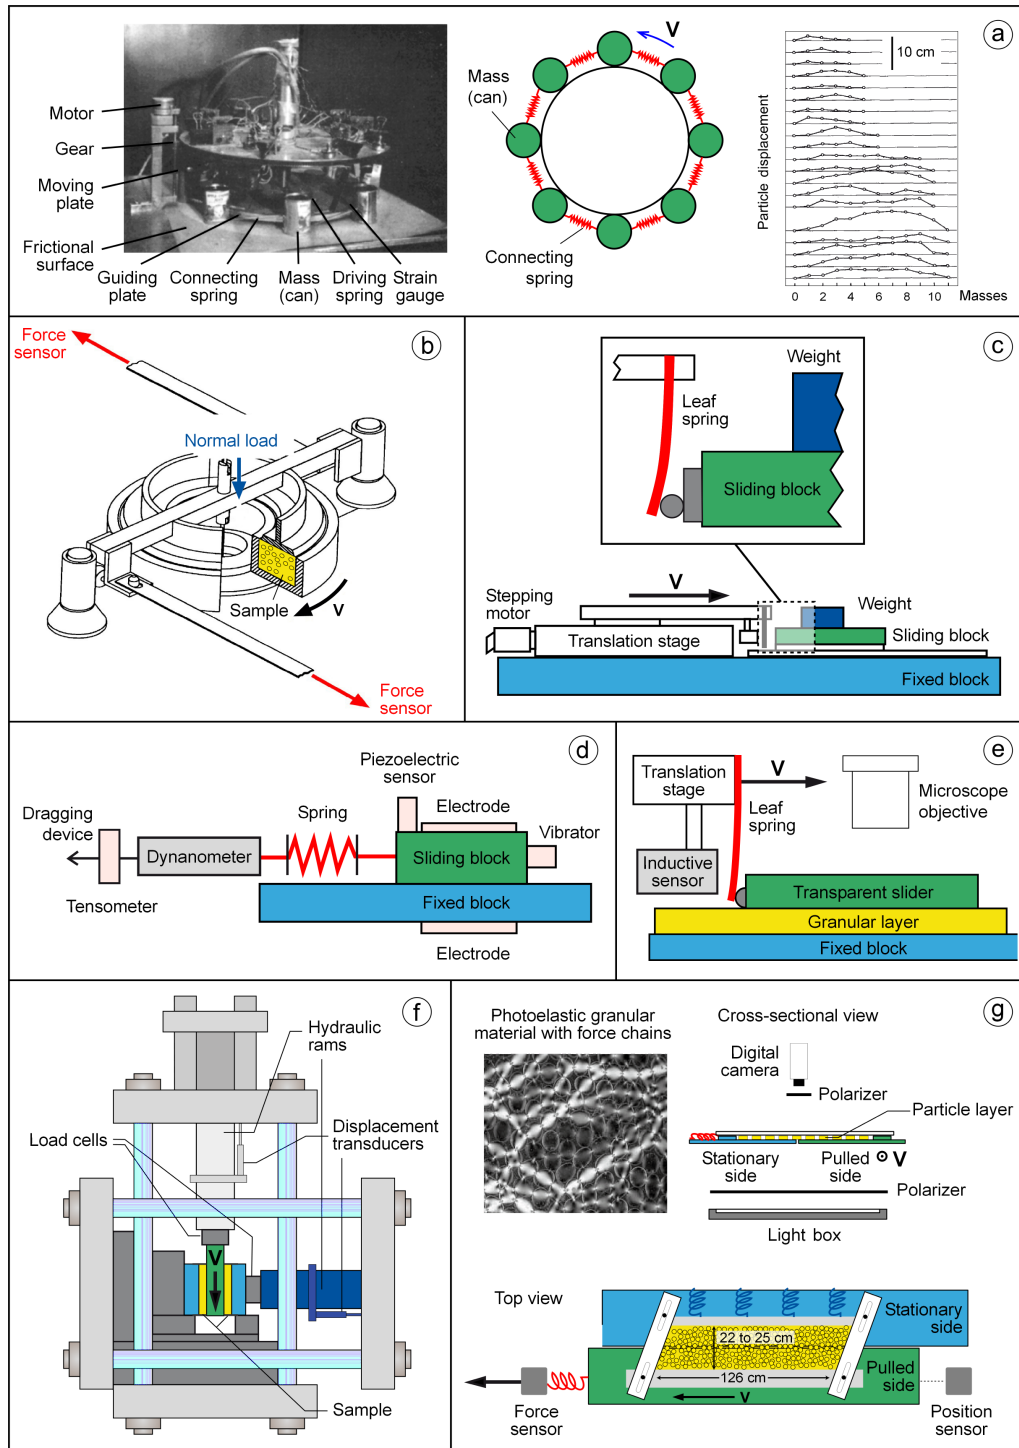 a
Motor
Gear
Moving
plate
Frictional
surface
Guiding
plate
Connecting
spring
Mass
(can)
Driving
spring
Strain
gauge
V
Mass
(can)
Connecting
spring
Particle displacement
10 cm
0 2 4 6 8 10 Masses
b
Force
sensor
Normal load
Sample
V
Force
sensor
c
Weight
Leaf
spring
Sliding block
V
Stepping
motor
Translation stage
Weight
Sliding block
Fixed block
d
Piezoelectric
sensor
Electrode
Spring
Vibrator
Dragging
device
Dynanometer
Sliding block
Tensometer
Fixed block
Electrode
e
Translation
stage
V
Leaf
spring
Microscope
objective
Inductive
sensor
Transparent slider
Granular layer
Fixed block
f
Hydraulic
rams
Load cells
Displacement
transducers
V
Sample
g
Photoelastic granular
material with force chains
Cross-sectional view
Digital
camera
Polarizer
Particle layer
Stationary
side
Pulled
side
V
Polarizer
Light box
Top view
Stationary
side
22 to 25 cm
126 cm
Pulled
side
V
Force
sensor
Position
sensor